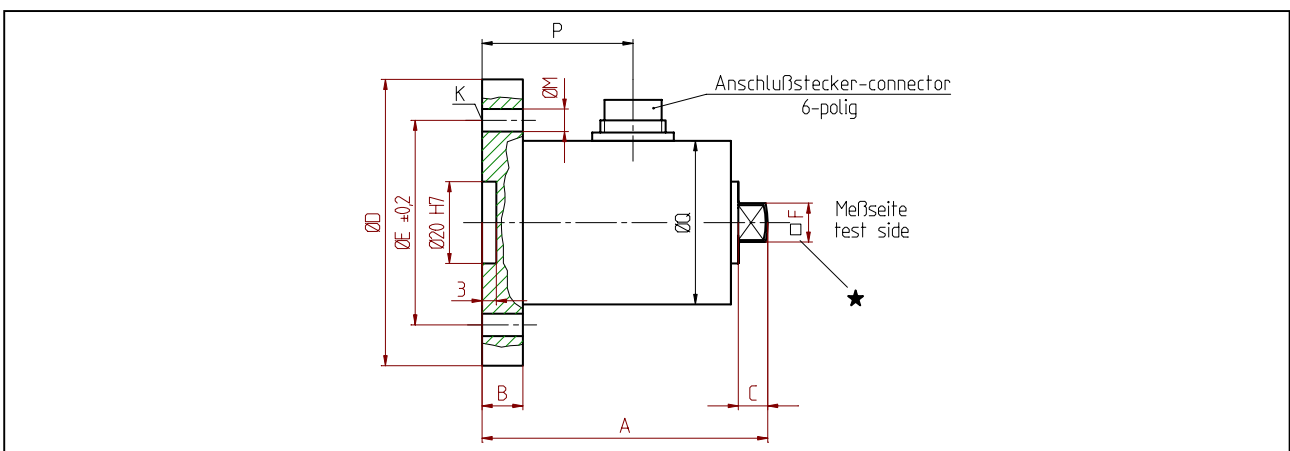 P
Anschlußstecker-connector
6-polig
K
ØM
ØD
ØE ±0,2
Ø20 H7
ØQ
□F
Meßseite
test side
3
B
C
A